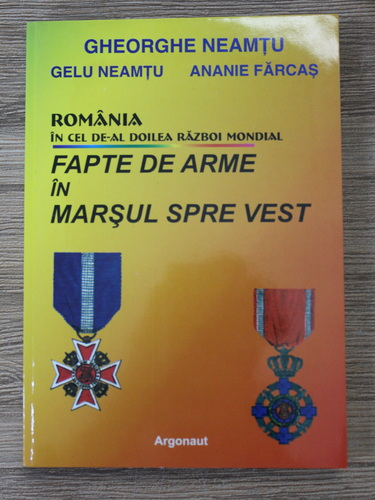 GHEORGHE NEAMȚU
GELU NEAMȚU ANANIE FĂRCAȘ
ROMÂNIA
ÎN CEL DE-AL DOILEA RĂZBOI MONDIAL
FAPTE DE ARME
ÎN
MARŞUL SPRE VEST
Argonaut